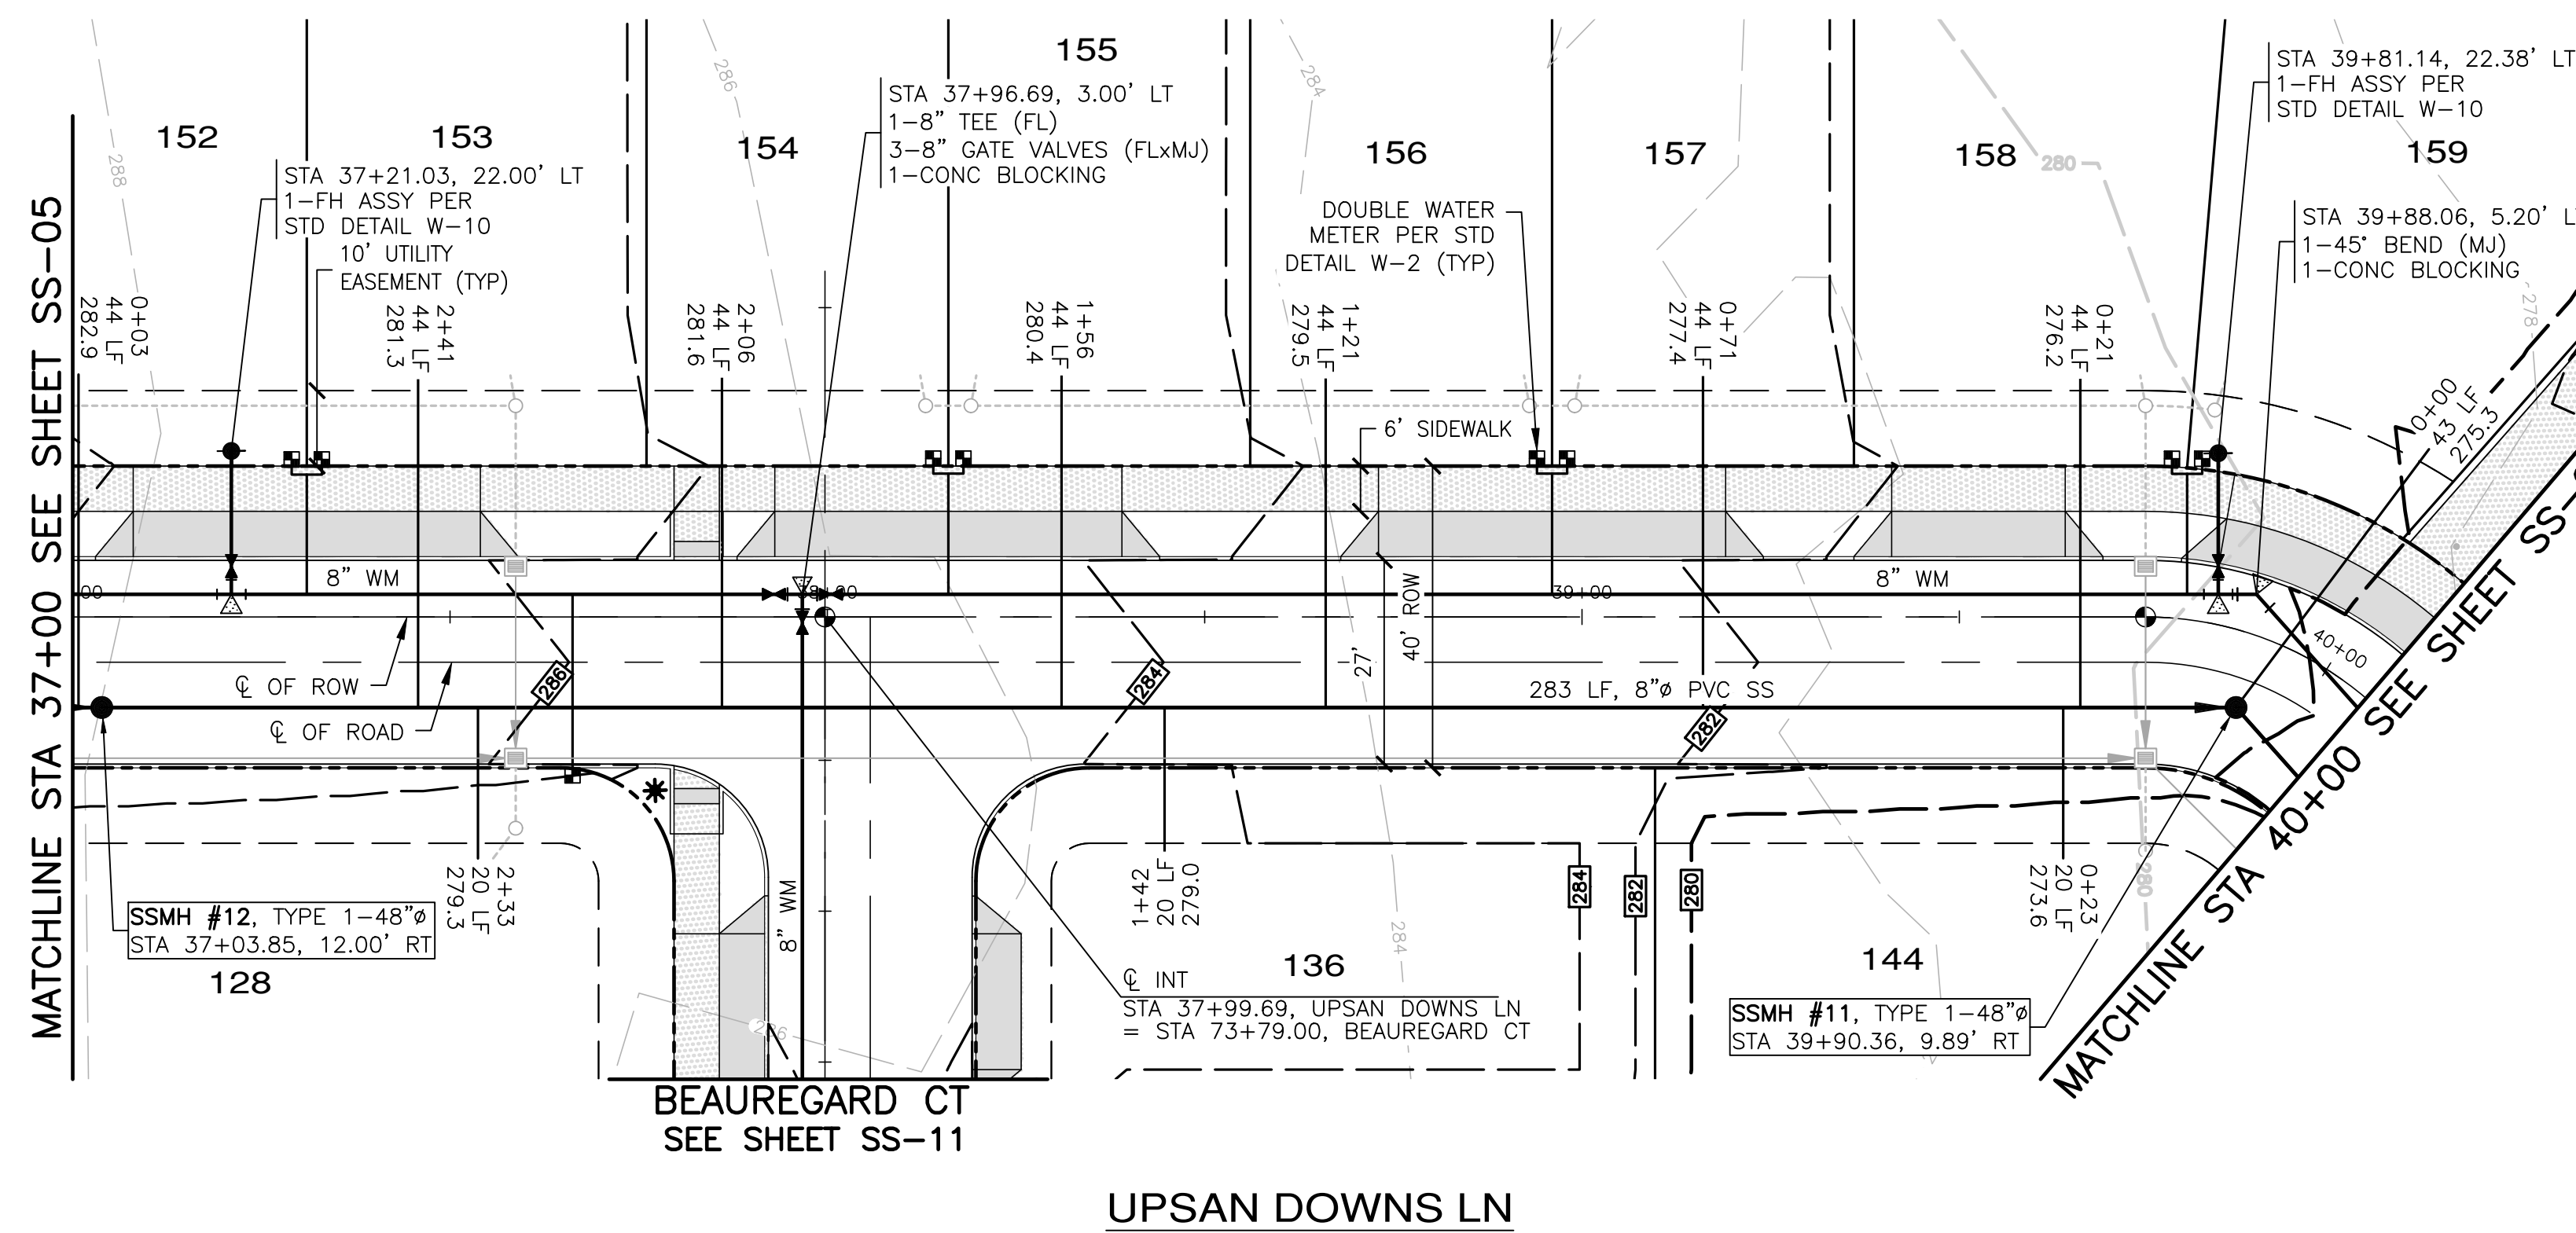 152
153
154
155
156
157
158
159
128
136
144
MATCHLINE STA 37+00 SEE SHEET SS-05
STA 37+21.03, 22.00' LT
1-FH ASSY PER
STD DETAIL W-10
10' UTILITY
EASEMENT (TYP)
STA 37+96.69, 3.00' LT
1-8" TEE (FL)
3-8" GATE VALVES (FLxMJ)
1-CONC BLOCKING
DOUBLE WATER
METER PER STD
DETAIL W-2 (TYP)
STA 39+81.14, 22.38' LT
1-FH ASSY PER
STD DETAIL W-10
STA 39+88.06, 5.20'
1-45° BEND (MJ)
1-CONC BLOCKING
288
286
284
280
278
0+03
44 LF
282.9
2+41
44 LF
281.3
2+06
44 LF
281.6
1+56
44 LF
280.4
1+21
44 LF
279.5
0+71
44 LF
277.4
0+21
44 LF
276.2
0+00
43 LF
275.3
6' SIDEWALK
8" WM
8" WM
00
39+00
40+00
40' ROW
27'
℄ OF ROW
℄ OF ROAD
286
284
282
283 LF, 8"ø PVC SS
2+33
20 LF
279.3
1+42
20 LF
279.0
0+23
20 LF
273.6
8" WM
284
282
280
280
284
286
SSMH #12, TYPE 1-48"ø
STA 37+03.85, 12.00' RT
℄ INT
STA 37+99.69, UPSAN DOWNS LN
= STA 73+79.00, BEAUREGARD CT
SSMH #11, TYPE 1-48"ø
STA 39+90.36, 9.89' RT
MATCHLINE STA 40+00 SEE SHEET
BEAUREGARD CT
SEE SHEET SS-11
UPSAN DOWNS LN